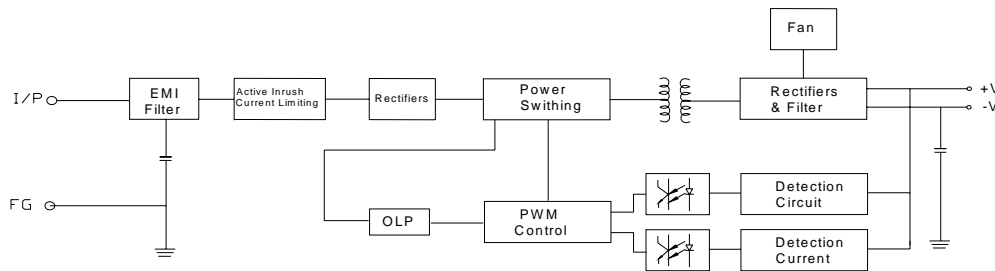 Fan
I/P
EMI
Filter
Active Inrush
Current Limiting
Rectifiers
Power
Swithing
Rectifiers
& Filter
+V
-V
FG
OLP
PWM
Control
Detection
Circuit
Detection
Current